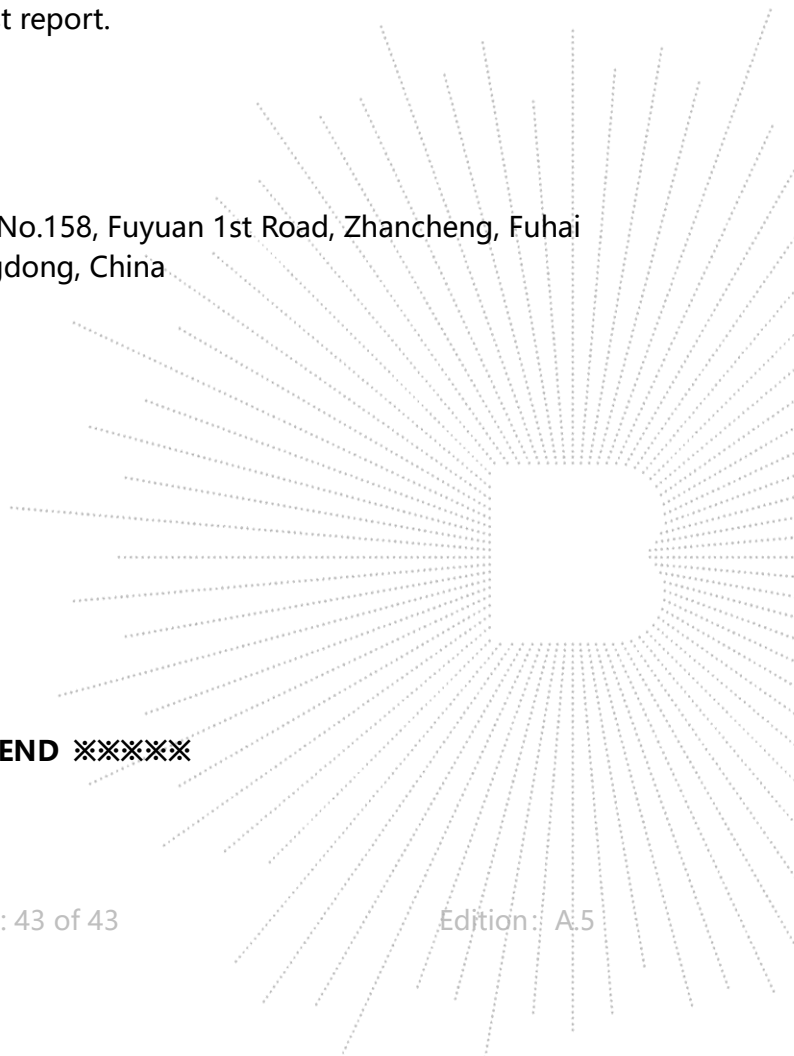 t report.
No.158, Fuyuan 1st Road, Zhancheng, Fuhai
gdong, China
END ※※※※※
: 43 of 43
Edition： A.5